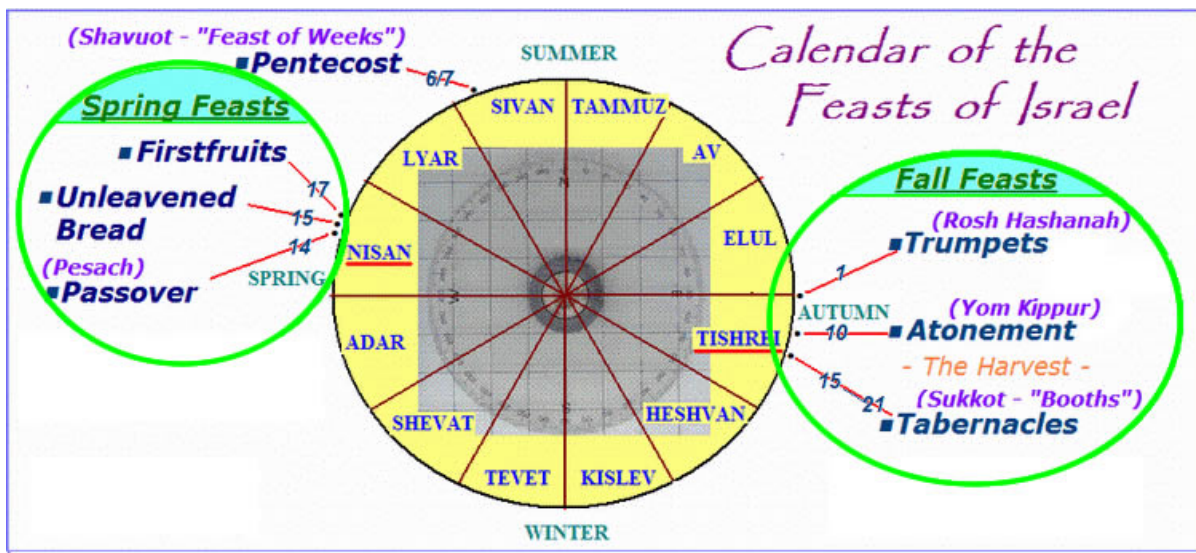 Calendar of the
Feasts of Israel
(Shavuot - "Feast of Weeks")
▪Pentecost
6/7
Spring Feasts
▪Firstfruits
17
▪Unleavened
Bread
15
14
(Pesach)
▪Passover
SPRING
SUMMER
SIVAN
TAMMUZ
LYAR
AV
NISAN
ELUL
ADAR
TISHREI
SHEVAT
HESHVAN
TEVET
KISLEV
WINTER
N
W
E
S
Fall Feasts
(Rosh Hashanah)
▪Trumpets
1
AUTUMN
(Yom Kippur)
▪Atonement
10
- The Harvest -
15
21
(Sukkot - "Booths")
▪Tabernacles